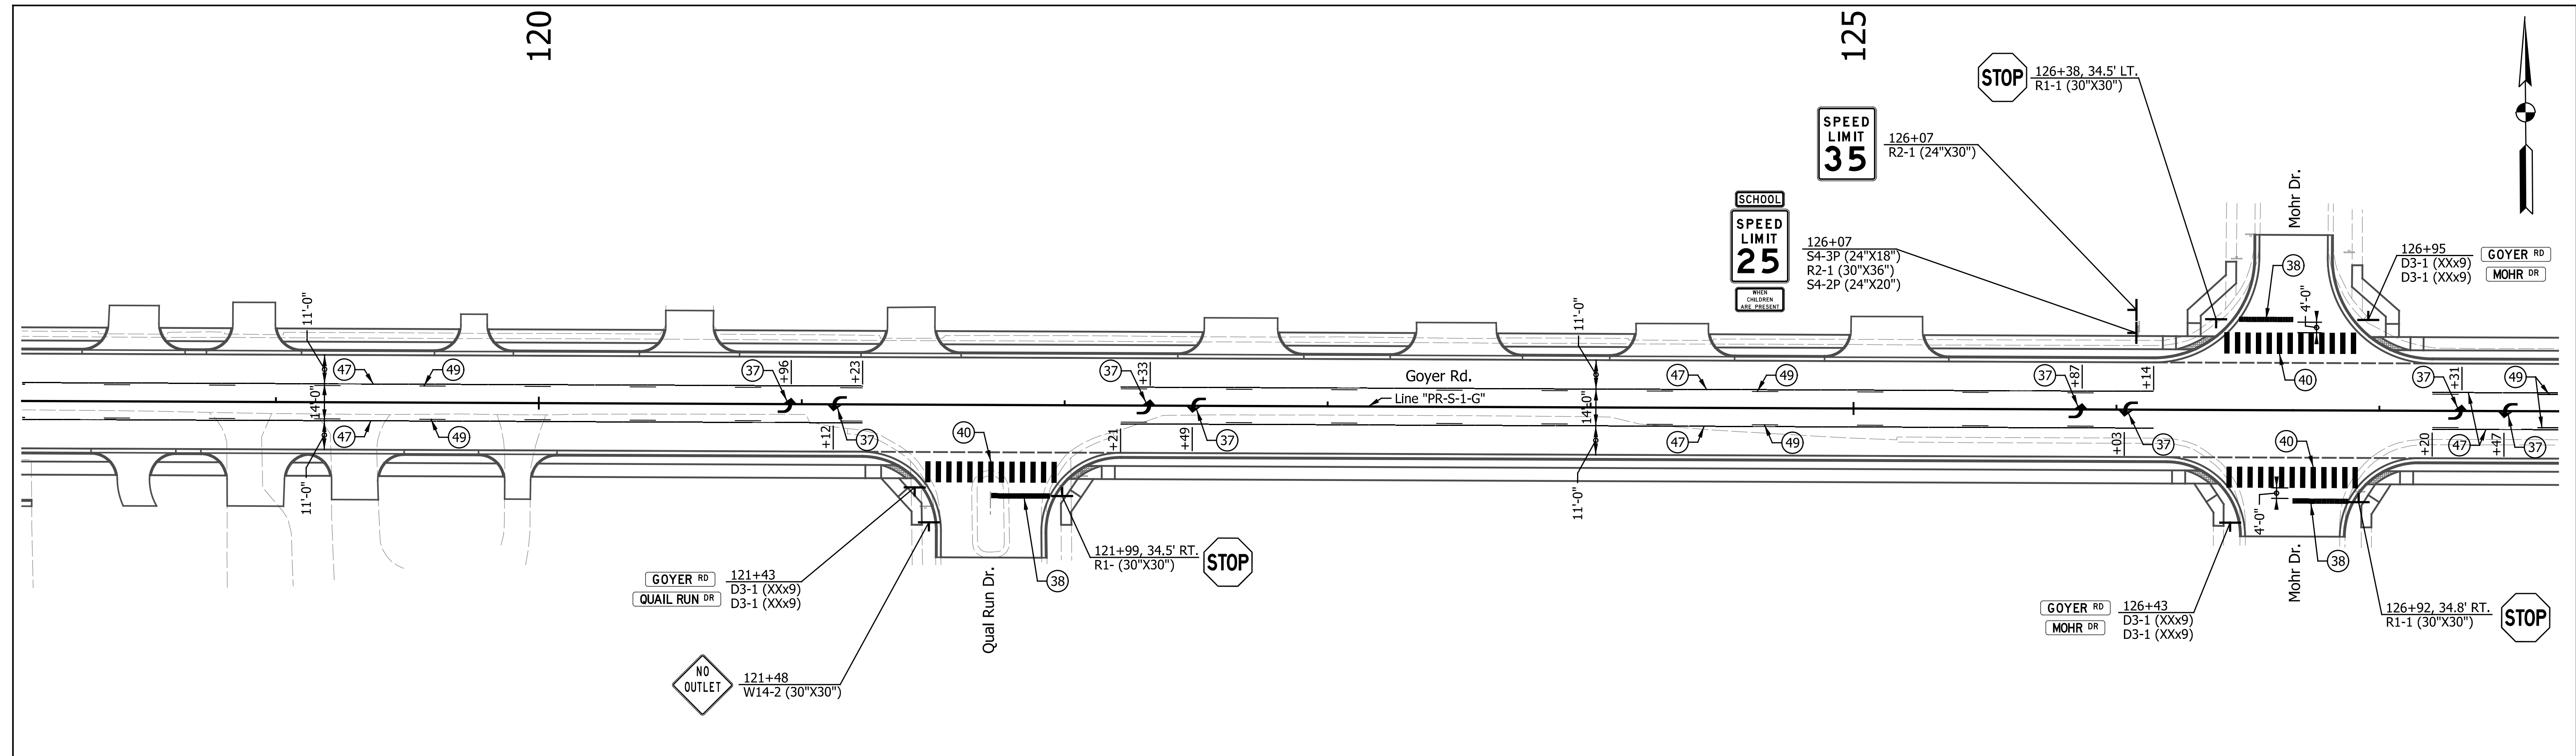 120
125
STOP
126+38, 34.5' LT.
R1-1 (30"X30")
SPEED
LIMIT
35
126+07
R2-1 (24"X30")
SCHOOL
SPEED
LIMIT
25
WHEN
CHILDREN
ARE PRESENT
126+07
S4-3P (24"X18")
R2-1 (30"X36")
S4-2P (24"X20")
Mohr Dr.
126+95
D3-1 (XXx9)
D3-1 (XXx9)
GOYER RD
MOHR DR
38
4'-0"
40
11'-0"
14'-0"
11'-0"
47
49
47
49
37
+96
+23
+12
37
40
37
+33
+21
+49
37
Goyer Rd.
Line "PR-S-1-G"
11'-0"
14'-0"
11'-0"
47
49
47
49
37
+87
+14
+03
37
37
+31
49
+20
47
+47
37
40
4'-0"
38
Mohr Dr.
GOYER RD
QUAIL RUN DR
121+43
D3-1 (XXx9)
D3-1 (XXx9)
NO
OUTLET
121+48
W14-2 (30"X30")
Qual Run Dr.
121+99, 34.5' RT.
R1- (30"X30")
STOP
38
GOYER RD
MOHR DR
126+43
D3-1 (XXx9)
D3-1 (XXx9)
126+92, 34.8' RT.
R1-1 (30"X30")
STOP